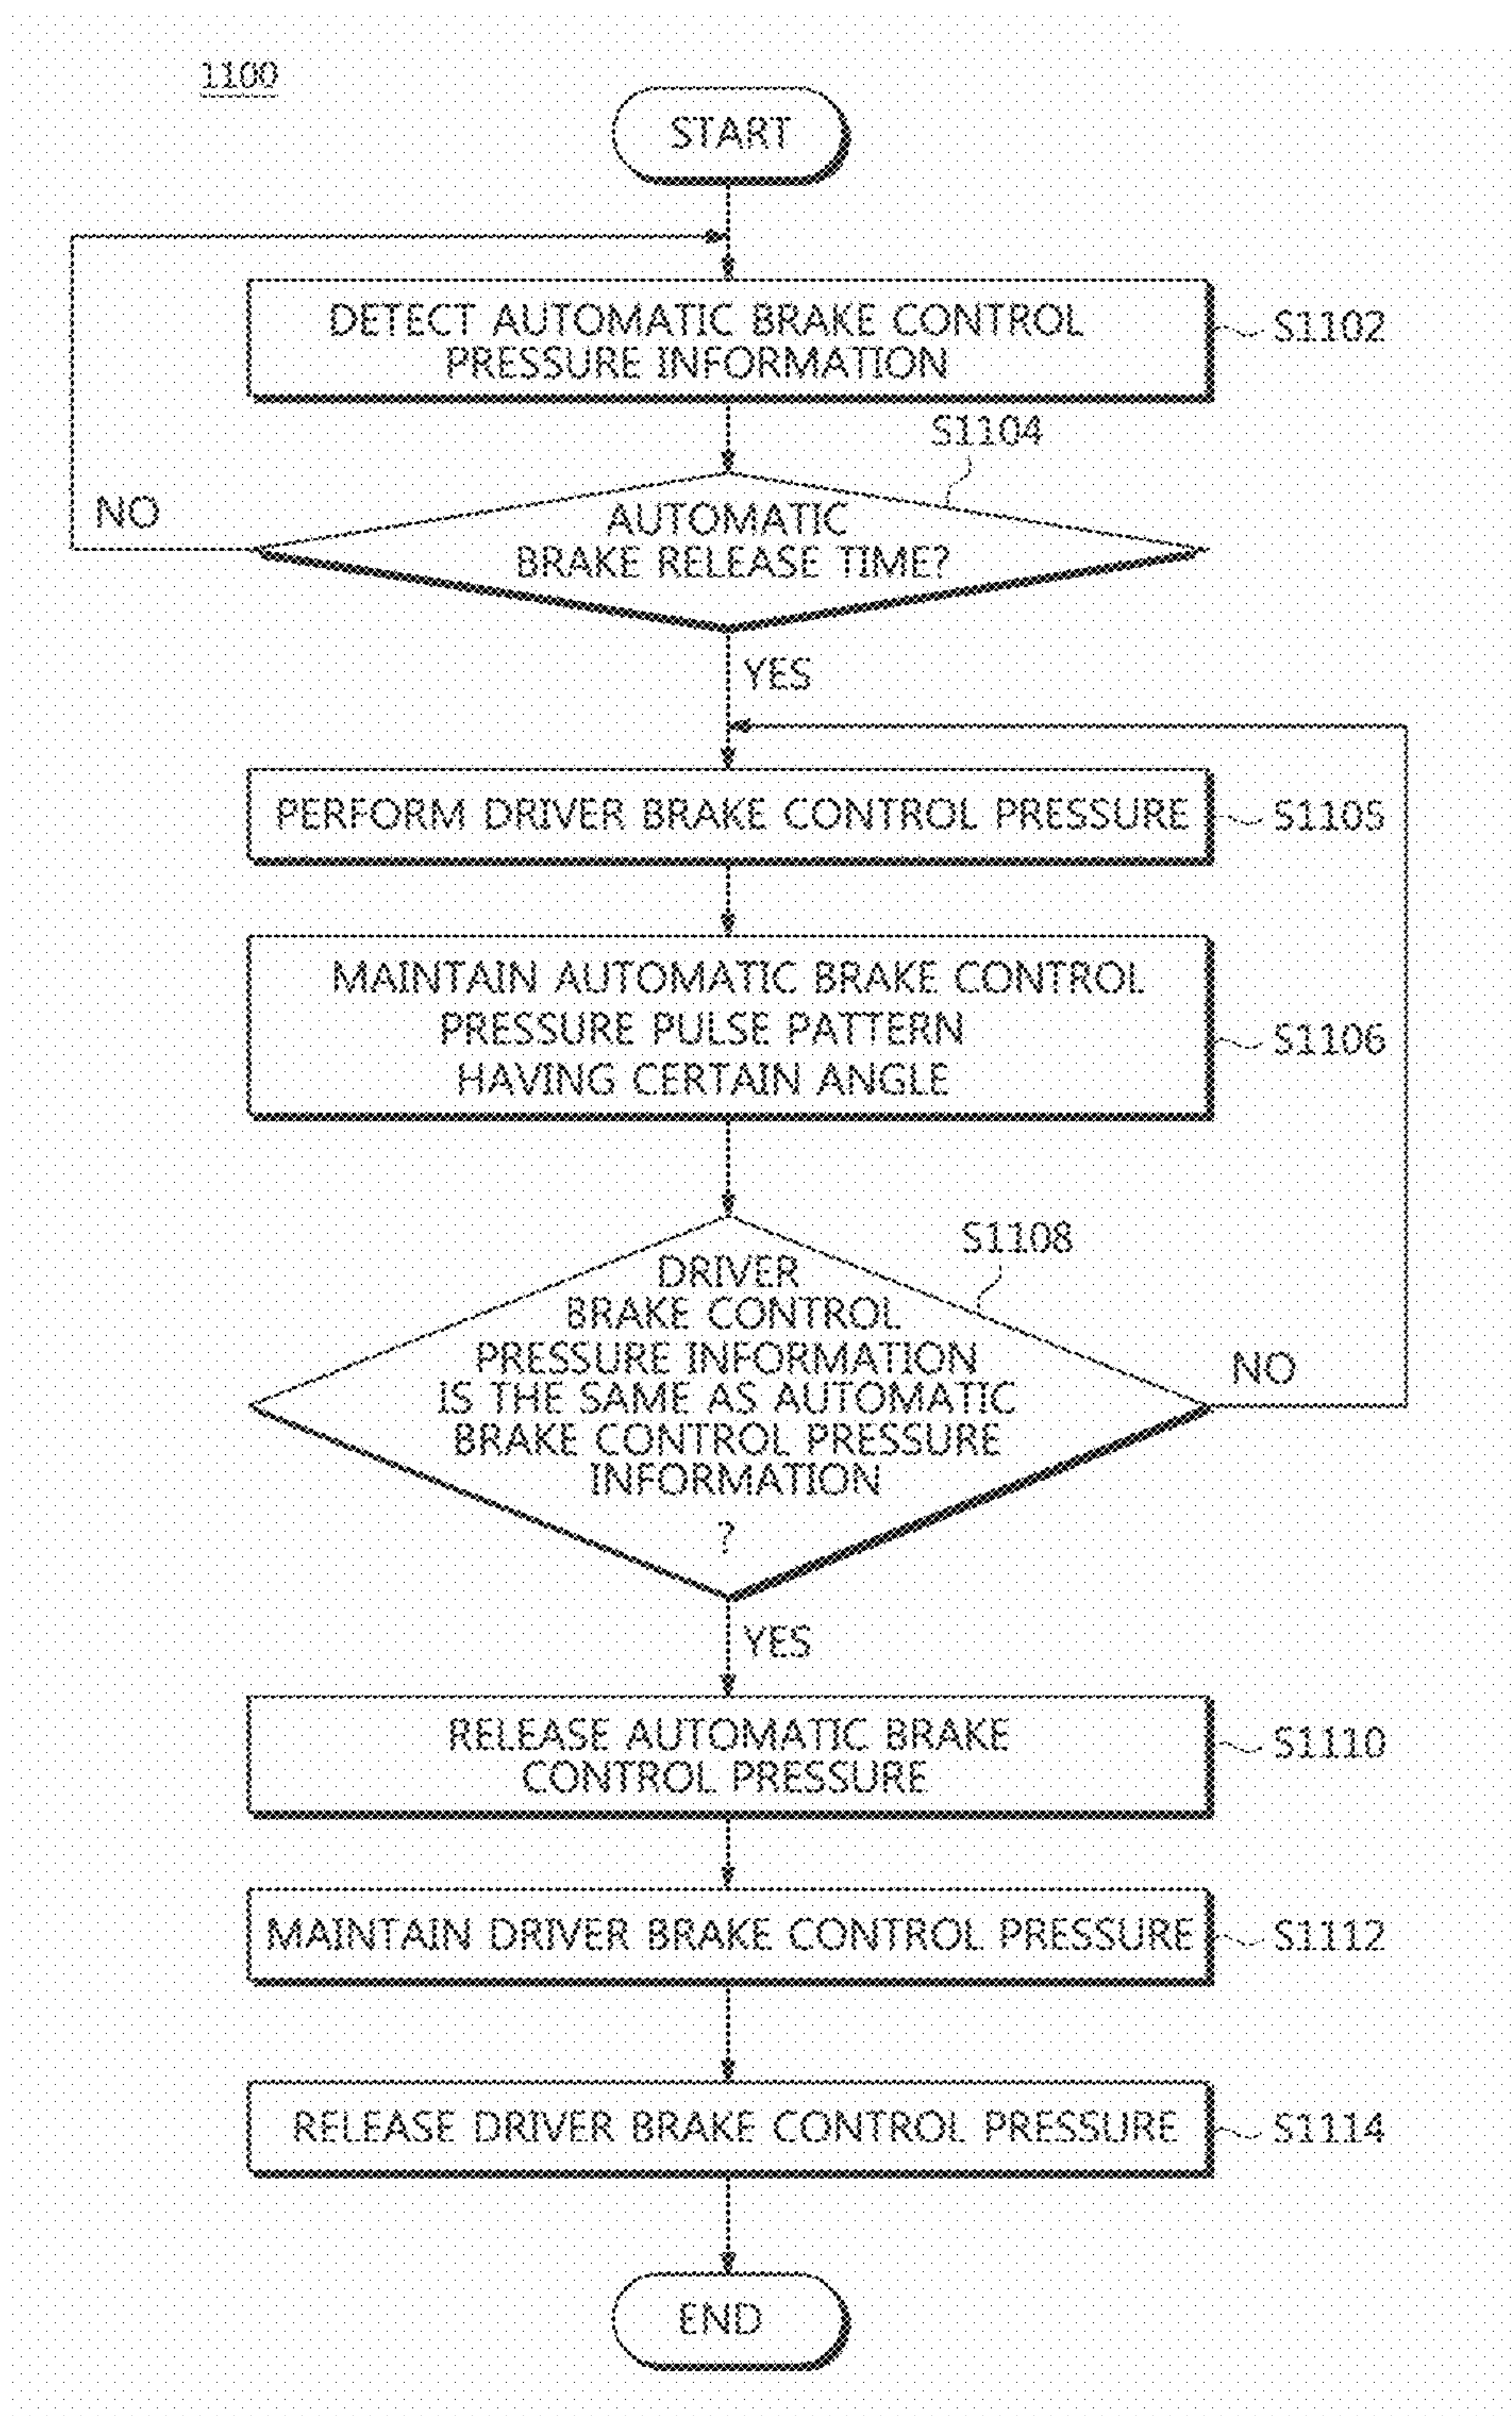 1100
START
DETECT AUTOMATIC BRAKE CONTROL
PRESSURE INFORMATION
S1102
S1104
AUTOMATIC
BRAKE RELEASE TIME?
NO
YES
PERFORM DRIVER BRAKE CONTROL PRESSURE
S1105
MAINTAIN AUTOMATIC BRAKE CONTROL
PRESSURE PULSE PATTERN
HAVING CERTAIN ANGLE
S1106
S1108
DRIVER
BRAKE CONTROL
PRESSURE INFORMATION
IS THE SAME AS AUTOMATIC
BRAKE CONTROL PRESSURE
INFORMATION
?
NO
YES
RELEASE AUTOMATIC BRAKE
CONTROL PRESSURE
S1110
MAINTAIN DRIVER BRAKE CONTROL PRESSURE
S1112
RELEASE DRIVER BRAKE CONTROL PRESSURE
S1114
END